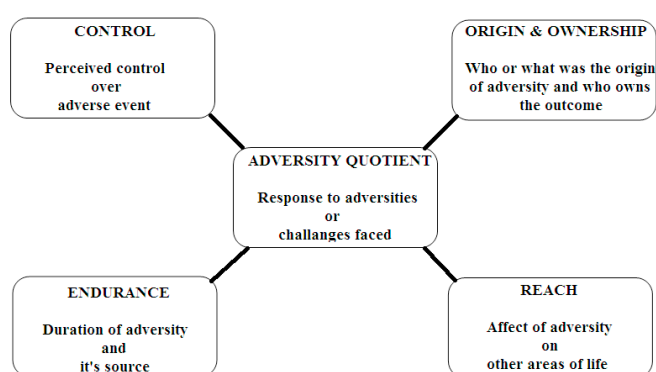 CONTROL
Perceived control
over
adverse event
ORIGIN & OWNERSHIP
Who or what was the origin
of adversity and who owns
the outcome
ADVERSITY QUOTIENT
Response to adversities
or
challanges faced
ENDURANCE
Duration of adversity
and
it's source
REACH
Affect of adversity
on
other areas of life